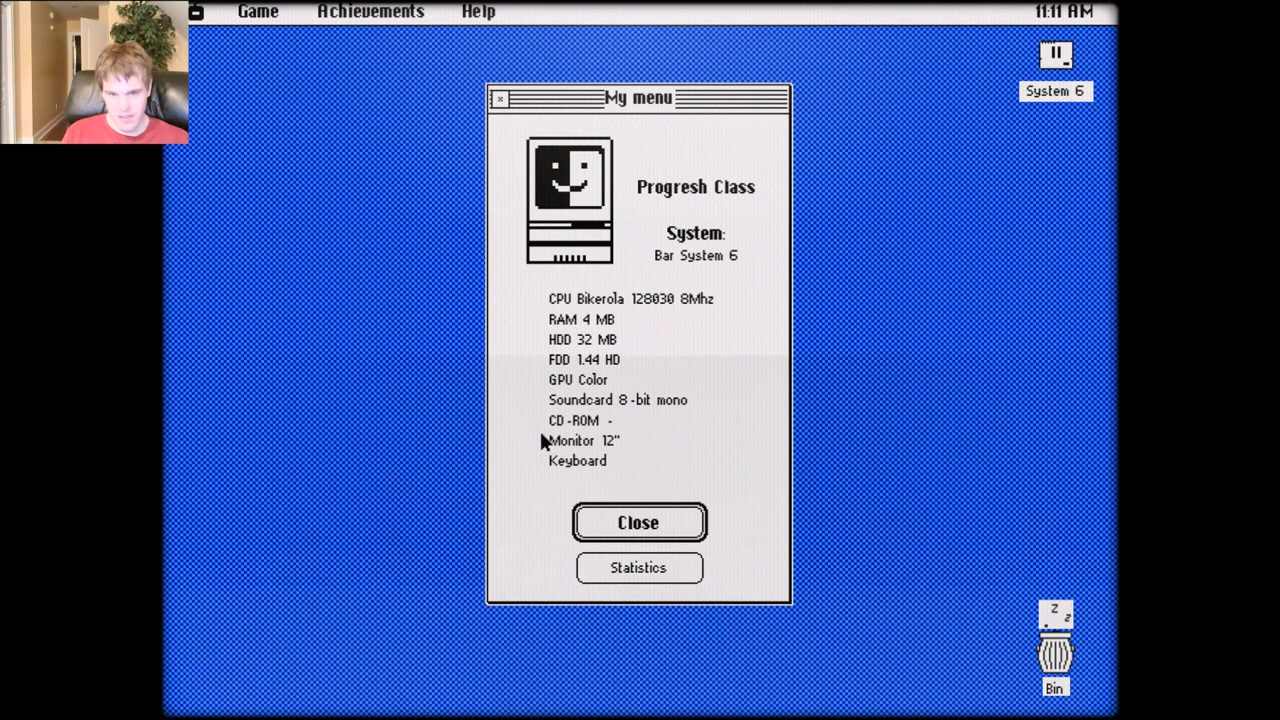 Game Achievements Help 11:11 AM
System 6
My menu
Progresh Class
System:
Bar System 6
CPU Bikerola 128030 8Mhz
RAM 4 MB
HDD 32 MB
FDD 1.44 HD
GPU Color
Soundcard 8-bit mono
CD-ROM -
Monitor 12"
Keyboard
Close
Statistics
Z z
Bin